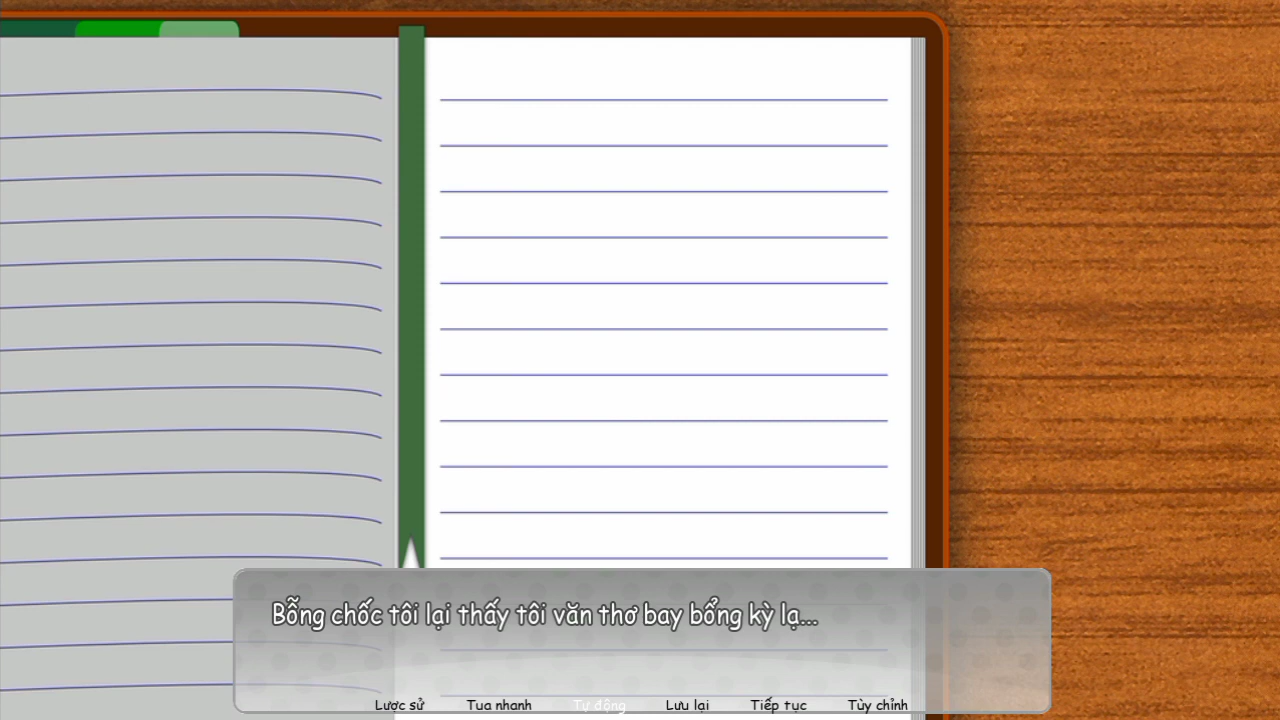 Bỗng chốc tôi lại thấy tôi văn thơ bay bổng kỳ lạ...
Lược sử Tua nhanh Tự động Lưu lại Tiếp tục Tùy chỉnh